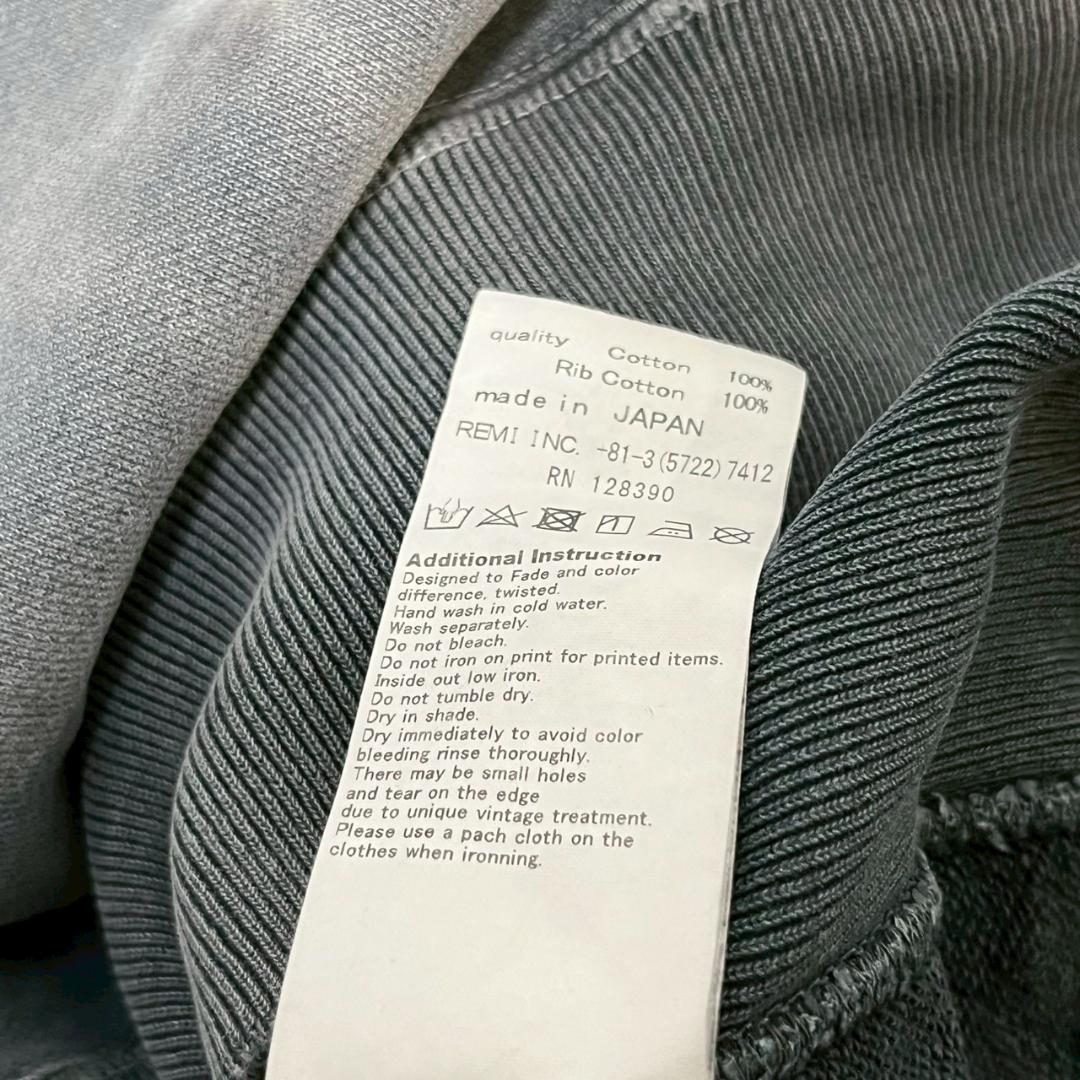 quality Cotton 100%
Rib Cotton 100%
made in JAPAN
REMI INC. -81-3(5722)7412
RN 128390
Additional Instruction
Designed to Fade and color
difference, twisted.
Hand wash in cold water.
Wash separately.
Do not bleach.
Do not iron on print for printed items.
Inside out low iron.
Do not tumble dry.
Dry in shade.
Dry immediately to avoid color
bleeding rinse thoroughly.
There may be small holes
and tear on the edge
due to unique vintage treatment.
Please use a pach cloth on the
clothes when ironning.